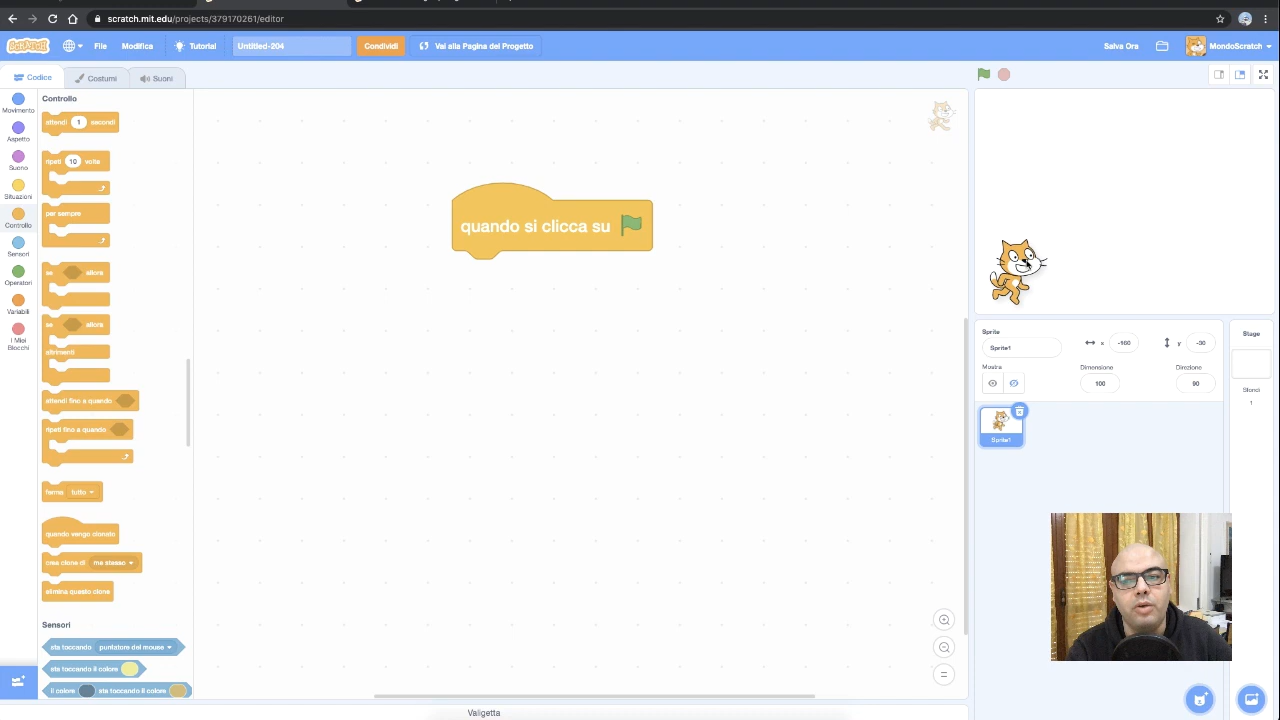 scratch.mit.edu/projects/379170261/editor
SCRATCH
File
Modifica
Tutorial
Untitled-204
Condividi
Vai alla Pagina del Progetto
Salva Ora
MondoScratch
Codice
Costumi
Suoni
Movimento
Aspetto
Suono
Situazioni
Controllo
Sensori
Operatori
Variabili
I Miei
Blocchi
Controllo
attendi 1 secondi
ripeti 10 volte
per sempre
se allora
se allora
altrimenti
attendi fino a quando
ripeti fino a quando
ferma tutto
quando vengo clonato
crea clone di me stesso
elimina questo clone
Sensori
sta toccando puntatore del mouse
sta toccando il colore
il colore sta toccando il colore
quando si clicca su
Sprite
Sprite1
x -160
y -30
Mostra
Dimensione
100
Direzione
90
Sprite1
Stage
Sfondi
1
Valigetta